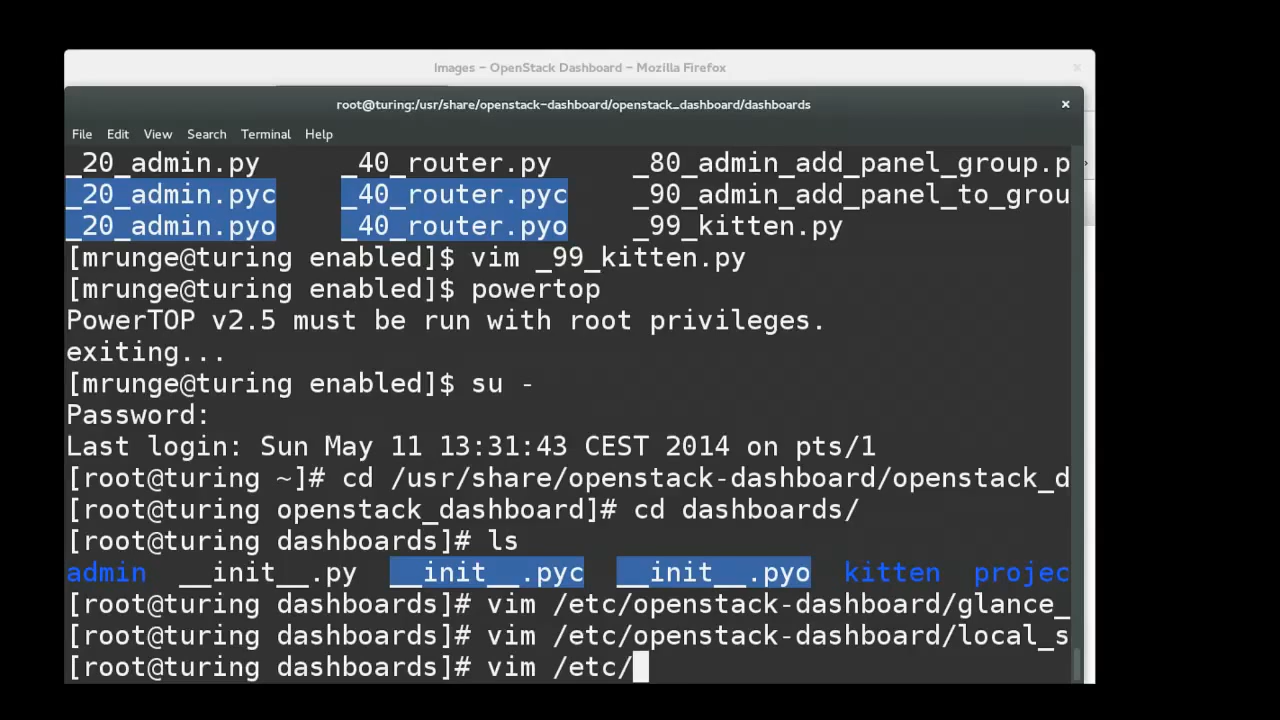 Images – OpenStack Dashboard – Mozilla Firefox
root@turing:/usr/share/openstack-dashboard/openstack_dashboard/dashboards
File Edit View Search Terminal Help
_20_admin.py _40_router.py _80_admin_add_panel_group.p
_20_admin.pyc _40_router.pyc _90_admin_add_panel_to_grou
_20_admin.pyo _40_router.pyo _99_kitten.py
[mrunge@turing enabled]$ vim _99_kitten.py
[mrunge@turing enabled]$ powertop
PowerTOP v2.5 must be run with root privileges.
exiting...
[mrunge@turing enabled]$ su -
Password:
Last login: Sun May 11 13:31:43 CEST 2014 on pts/1
[root@turing ~]# cd /usr/share/openstack-dashboard/openstack_d
[root@turing openstack_dashboard]# cd dashboards/
[root@turing dashboards]# ls
admin __init__.py __init__.pyc __init__.pyo kitten projec
[root@turing dashboards]# vim /etc/openstack-dashboard/glance_
[root@turing dashboards]# vim /etc/openstack-dashboard/local_s
[root@turing dashboards]# vim /etc/